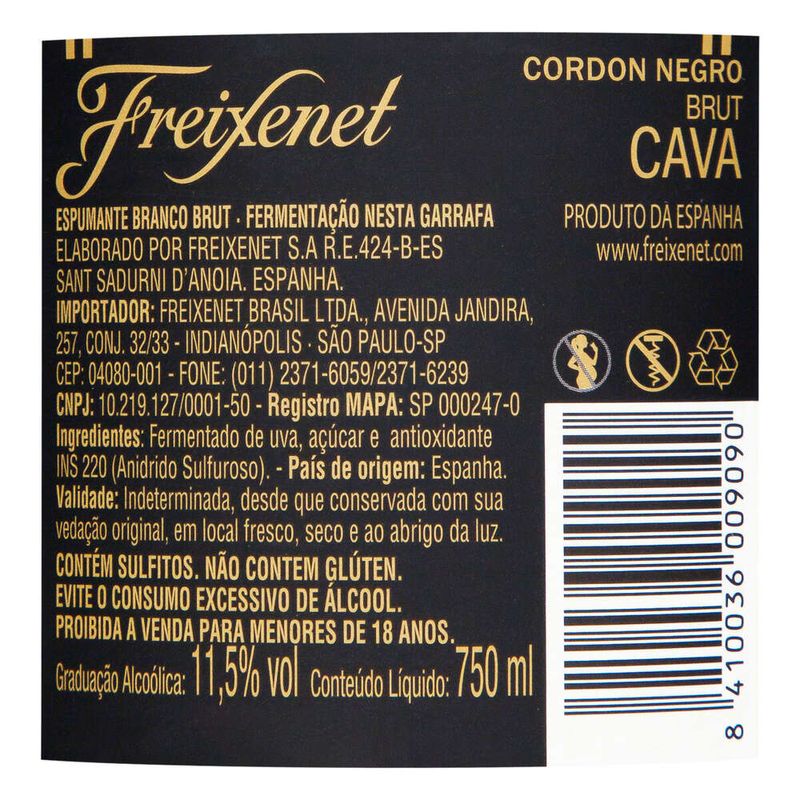 Freixenet
CORDON NEGRO
BRUT
CAVA
PRODUTO DA ESPANHA
www.freixenet.com
ESPUMANTE BRANCO BRUT · FERMENTAÇÃO NESTA GARRAFA
ELABORADO POR FREIXENET S.A R.E.424-B-ES
SANT SADURNI D'ANOIA. ESPANHA.
IMPORTADOR: FREIXENET BRASIL LTDA., AVENIDA JANDIRA,
257, CONJ. 32/33 - INDIANÓPOLIS · SÃO PAULO-SP
CEP: 04080-001 - FONE: (011) 2371-6059/2371-6239
CNPJ: 10.219.127/0001-50 - Registro MAPA: SP 000247-0
Ingredientes: Fermentado de uva, açúcar e antioxidante
INS 220 (Anidrido Sulfuroso). - País de origem: Espanha.
Validade: Indeterminada, desde que conservada com sua
vedação original, em local fresco, seco e ao abrigo da luz.
CONTÉM SULFITOS. NÃO CONTEM GLÚTEN.
EVITE O CONSUMO EXCESSIVO DE ÁLCOOL.
PROIBIDA A VENDA PARA MENORES DE 18 ANOS.
Graduação Alcoólica: 11,5% vol Conteúdo Líquido: 750 ml
8 410036 009090